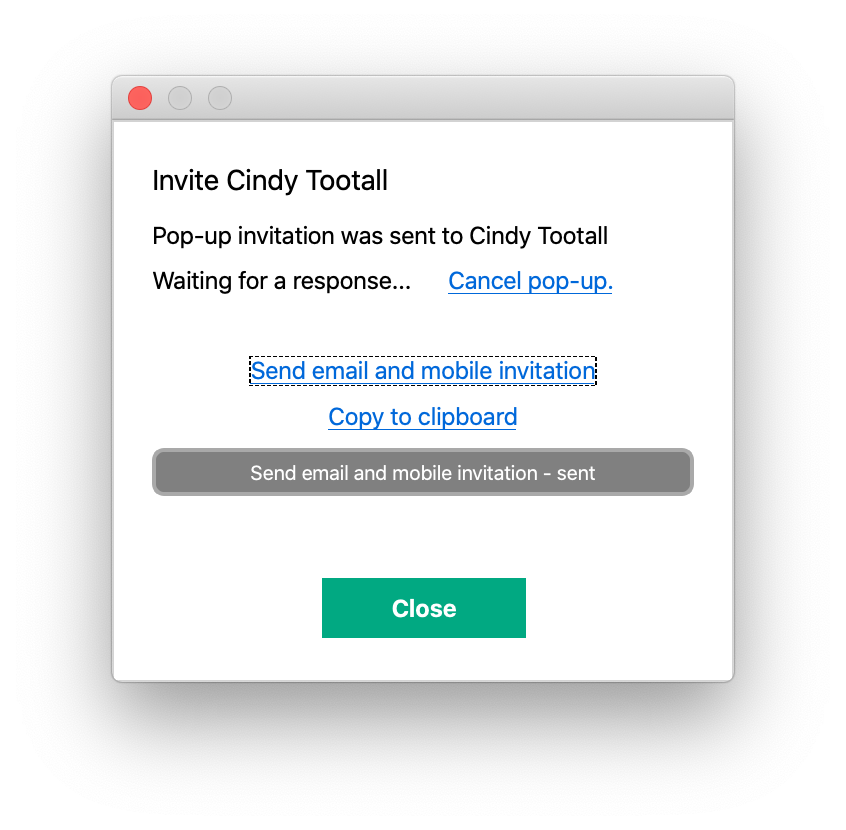 Invite Cindy Tootall
Pop-up invitation was sent to Cindy Tootall
Waiting for a response... Cancel pop-up.
Send email and mobile invitation
Copy to clipboard
Send email and mobile invitation - sent
Close